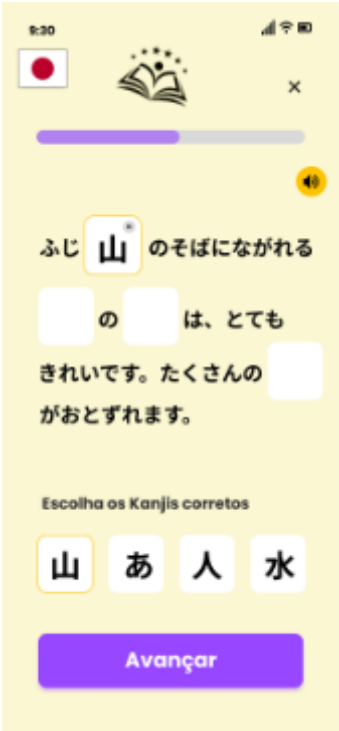 9:30
×
ふじ 山 のそばにながれる
の は、とても
きれいです。たくさんの
がおとずれます。
Escolha os Kanjis corretos
山 あ 人 水
Avançar